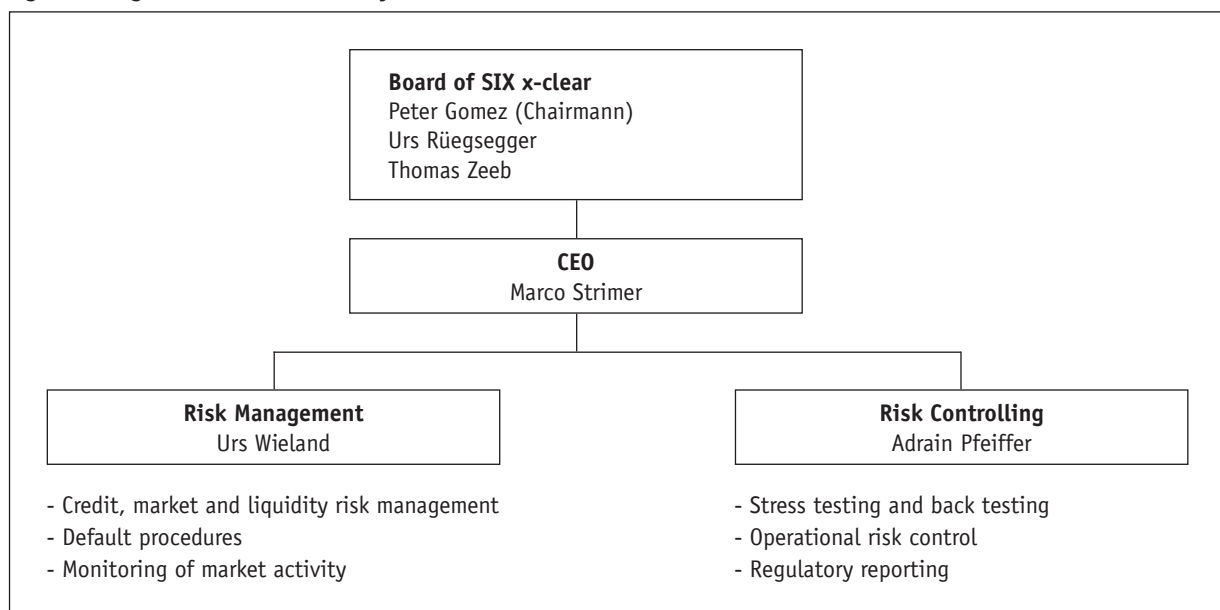 Board of SIX x-clear
Peter Gomez (Chairmann)
Urs Rüegsegger
Thomas Zeeb
CEO
Marco Strimer
Risk Management
Urs Wieland
- Credit, market and liquidity risk management
- Default procedures
- Monitoring of market activity
Risk Controlling
Adrain Pfeiffer
- Stress testing and back testing
- Operational risk control
- Regulatory reporting